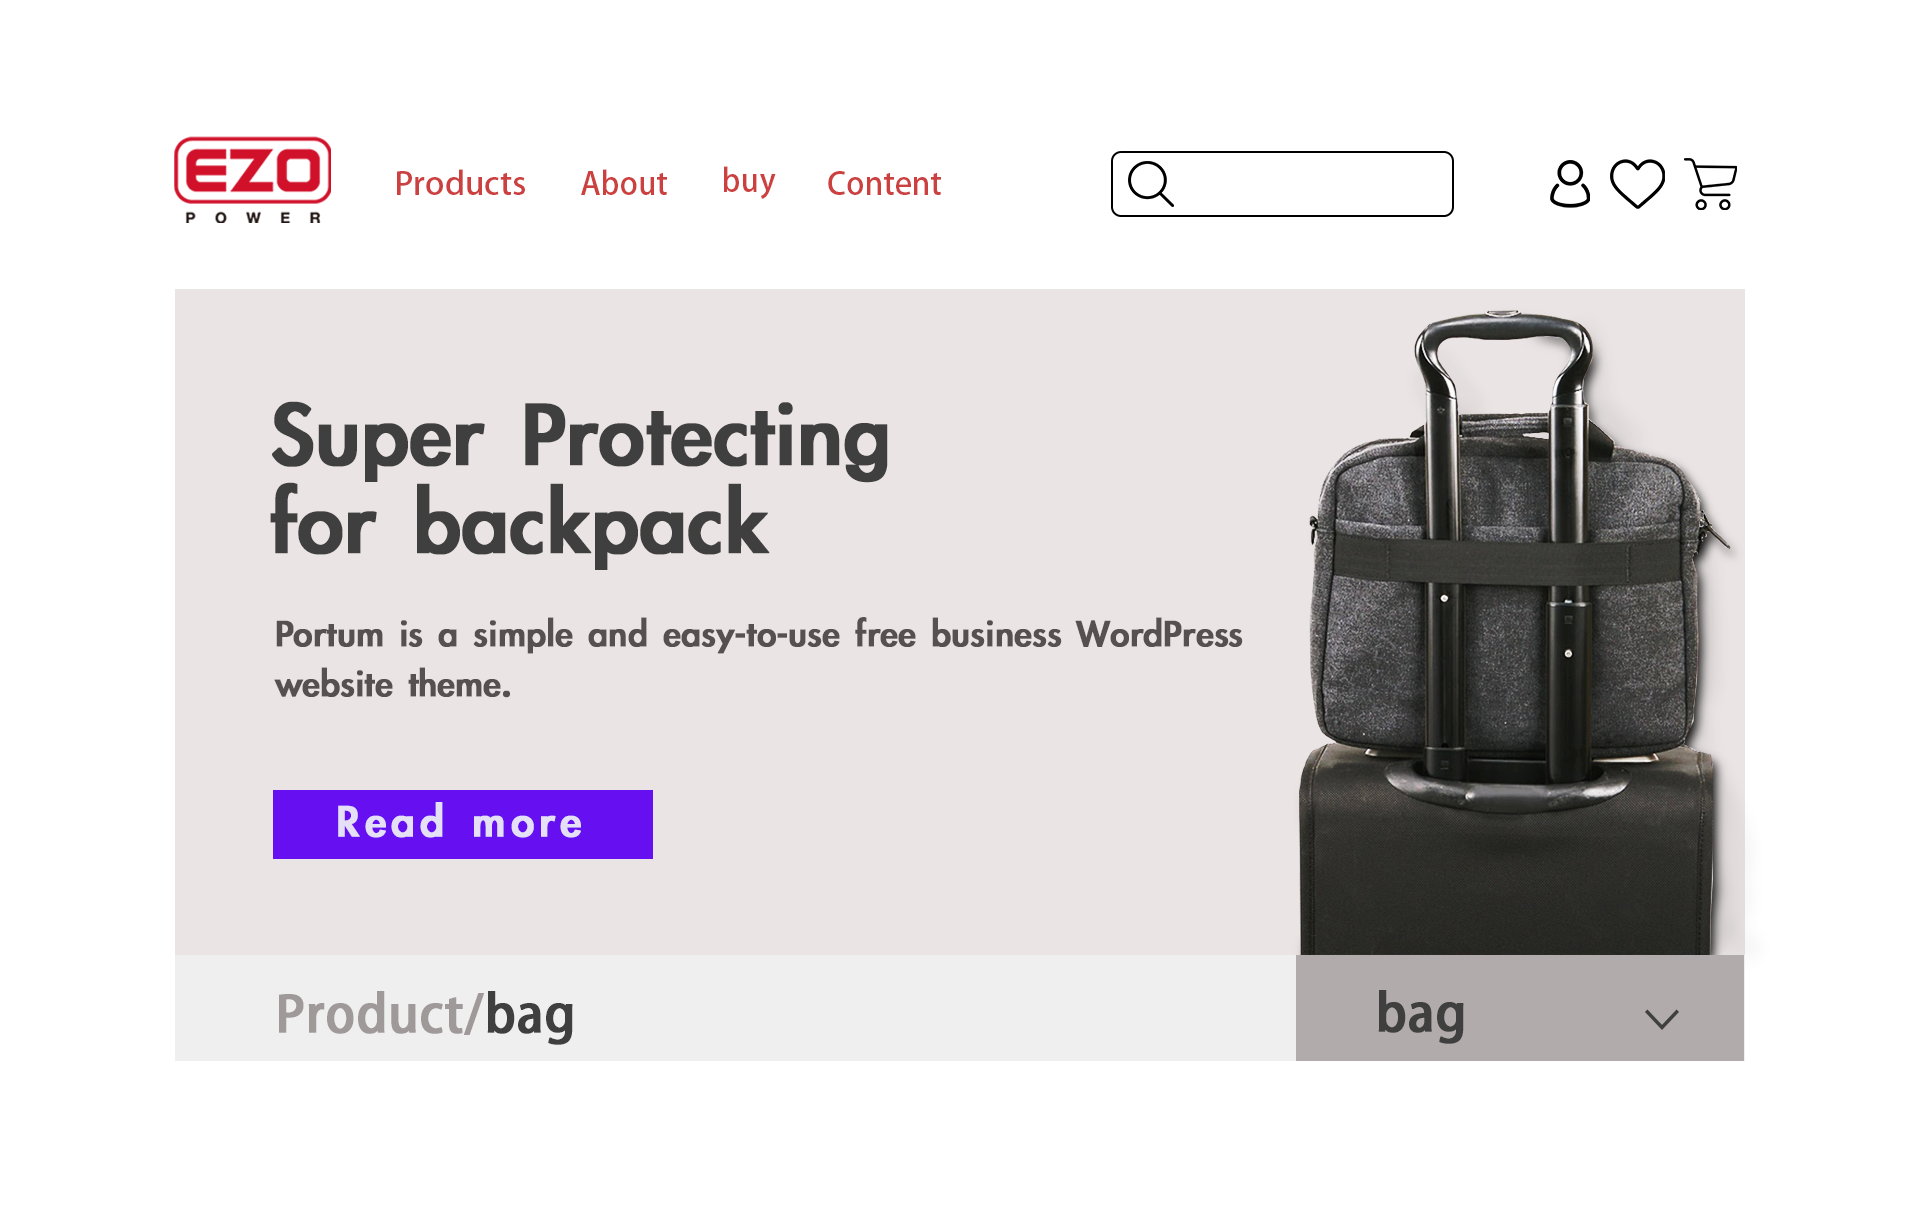 EZO
POWER
Products About buy Content
Super Protecting
for backpack
Portum is a simple and easy-to-use free business WordPress
website theme.
Read more
Product/bag
bag